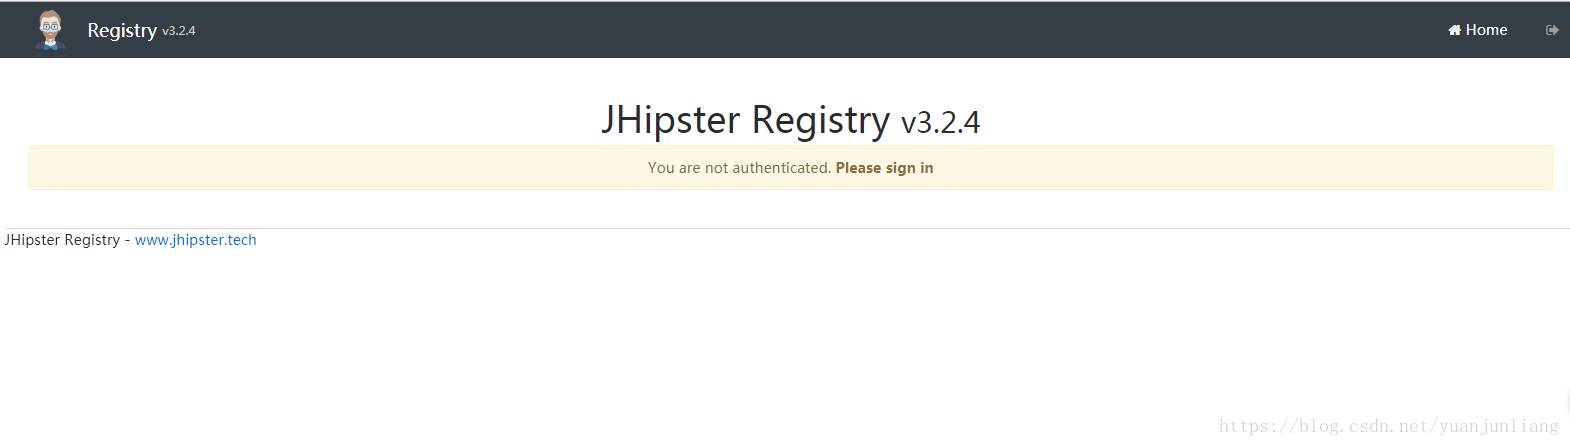 Registry v3.2.4 Home
JHipster Registry v3.2.4
You are not authenticated. Please sign in
JHipster Registry - www.jhipster.tech
https://blog.csdn.net/yuanjunliang